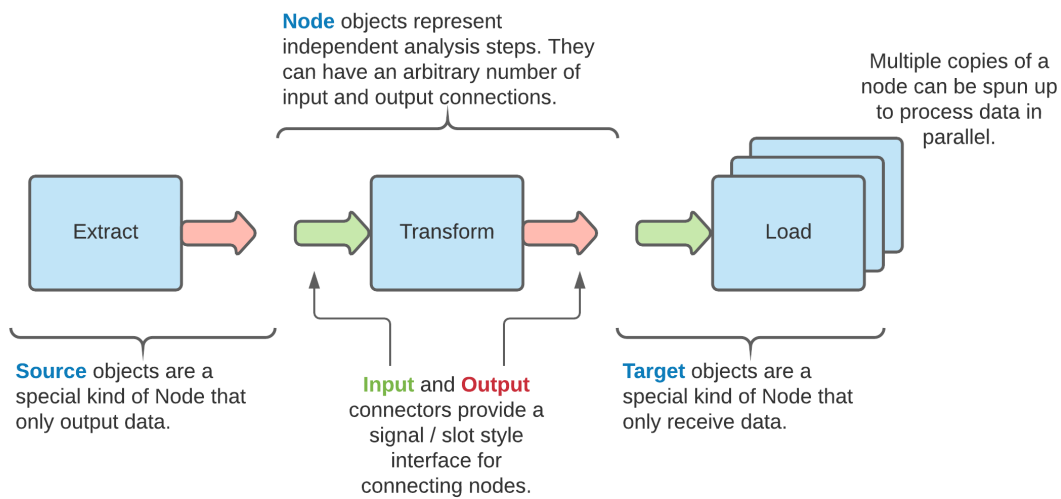 Node objects represent
independent analysis steps. They
can have an arbitrary number of
input and output connections.
Multiple copies of a
node can be spun up
to process data in
parallel.
Extract
Transform
Load
Source objects are a
special kind of Node that
only output data.
Input and Output
connectors provide a
signal / slot style
interface for
connecting nodes.
Target objects are a
special kind of Node that
only receive data.